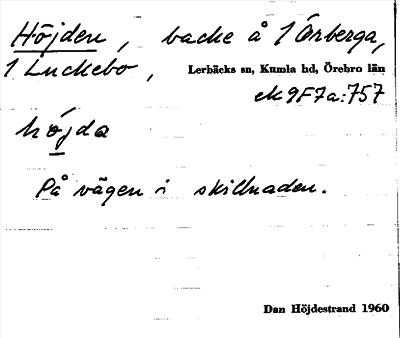 Höjden, backe å 1 Årberga,
1 Luckebo,
Lerbäcks sn, Kumla hd, Örebro län
ek 9F7a:757
höjda
På vägen i skillnaden.
Dan Höjdestrand 1960